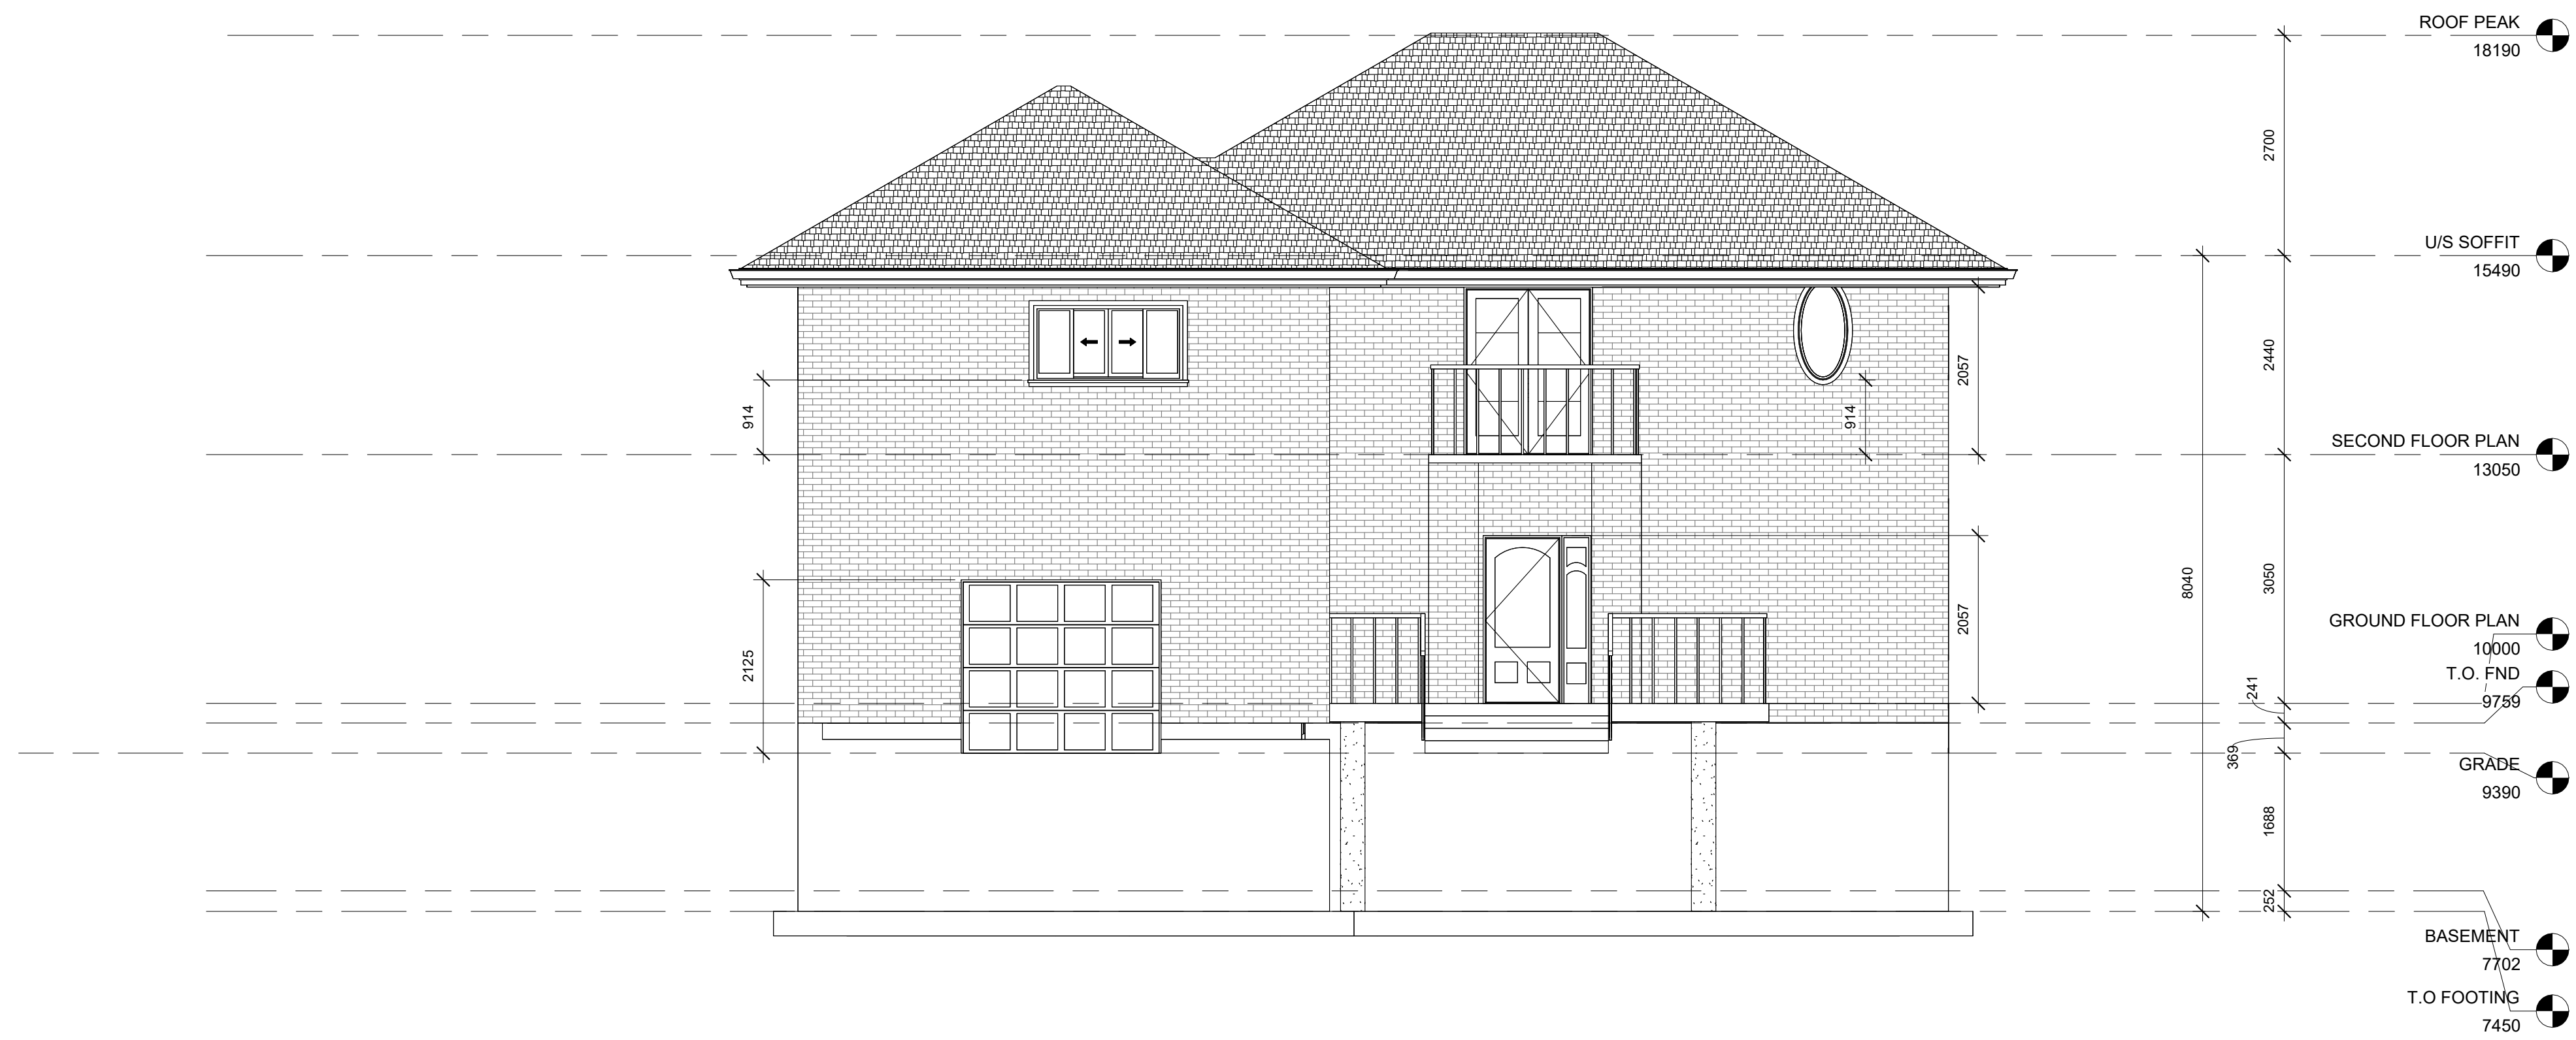 ROOF PEAK
18190
2700
U/S SOFFIT
15490
2057
2440
914
914
SECOND FLOOR PLAN
13050
8040
3050
2057
2125
GROUND FLOOR PLAN
10000
T.O. FND
9759
241
369
GRADE
9390
1688
252
BASEMENT
7702
T.O FOOTING
7450